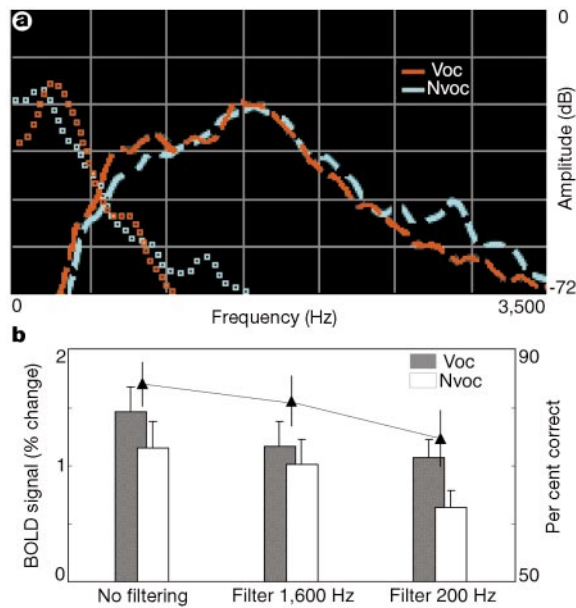 a
0
Voc
Nvoc
Amplitude (dB)
-72
0
Frequency (Hz)
3,500
b
2
1
0
BOLD signal (% change)
Voc
Nvoc
90
50
Per cent correct
No filtering
Filter 1,600 Hz
Filter 200 Hz